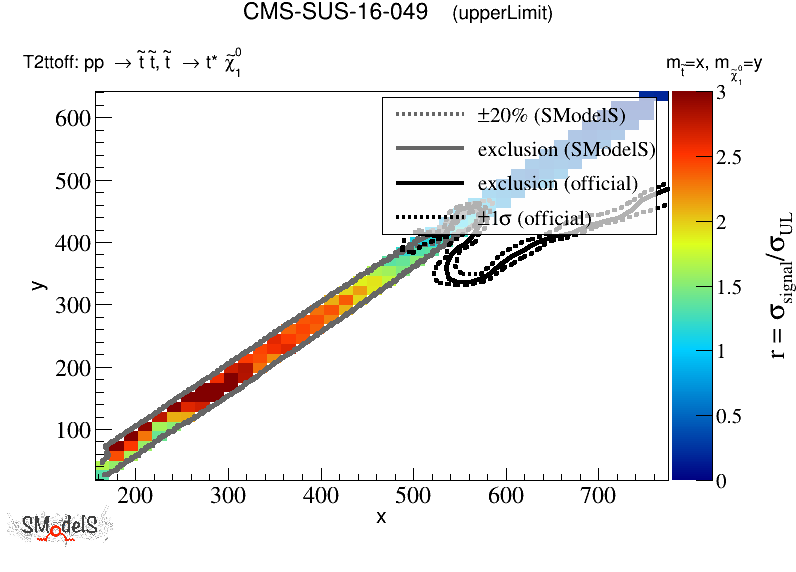 CMS-SUS-16-049 (upperLimit)
T2ttoff: pp → t̃ t̃, t̃ → t* χ̃₁⁰
m_t̃=x, m_χ̃₁⁰=y
±20% (SModelS)
exclusion (SModelS)
exclusion (official)
±1σ (official)
600
500
400
300
200
100
y
200 300 400 500 600 700
x
3
2.5
2
1.5
1
0.5
0
r = σ_signal/σ_UL
SModelS